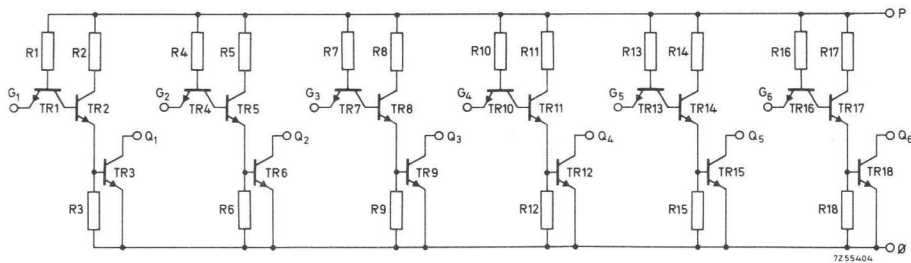 P
R1 R2 R4 R5 R7 R8 R10 R11 R13 R14 R16 R17
G1 G2 G3 G4 G5 G6
TR1 TR2 TR4 TR5 TR7 TR8 TR10 TR11 TR13 TR14 TR16 TR17
Q1 Q2 Q3 Q4 Q5 Q6
TR3 TR6 TR9 TR12 TR15 TR18
R3 R6 R9 R12 R15 R18
Ø
7Z55404